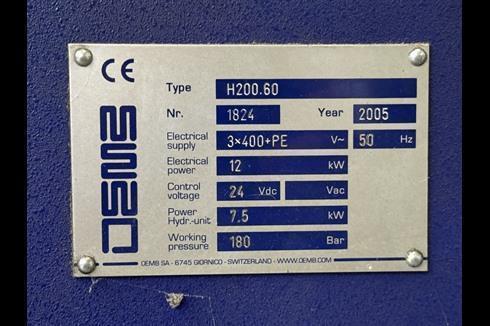 CE
Type H200.60
Nr. 1824 Year 2005
Electrical supply 3×400+PE V~ 50 Hz
Electrical power 12 kW
Control voltage 24 Vdc Vac
Power Hydr.-unit 7.5 kW
Working pressure 180 Bar
OEMB
OEMB SA - 6745 GIORNICO - SWITZERLAND - WWW.OEMB.COM